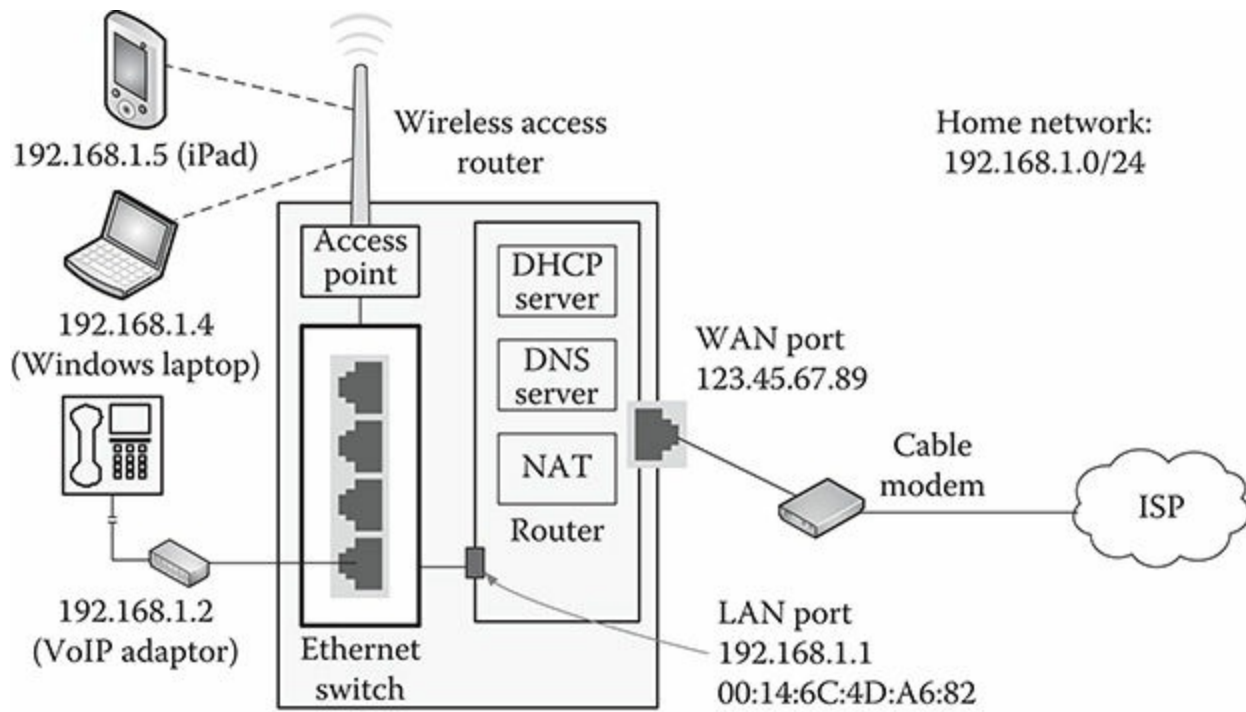 192.168.1.5 (iPad)
Wireless access
router
Home network:
192.168.1.0/24
192.168.1.4
(Windows laptop)
Access
point
DHCP
server
DNS
server
NAT
Router
WAN port
123.45.67.89
Cable
modem
ISP
192.168.1.2
(VoIP adaptor)
Ethernet
switch
LAN port
192.168.1.1
00:14:6C:4D:A6:82